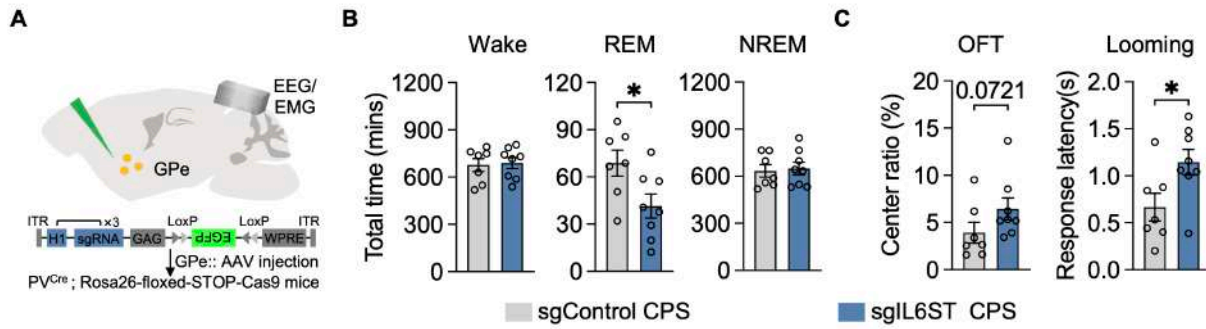 A
EEG/
EMG
GPe
ITR
×3
LoxP
LoxP
ITR
H1
sgRNA
GAG
EGFP
WPRE
GPe:: AAV injection
PVCre ; Rosa26-floxed-STOP-Cas9 mice
B
Wake
REM
NREM
Total time (mins)
1200
900
600
300
0
120
90
60
30
0
*
1200
900
600
300
0
C
OFT
Looming
Center ratio (%)
20
15
10
5
0
0.0721
Response latency(s)
2.0
1.5
1.0
0.5
0.0
*
sgControl CPS
sgIL6ST CPS